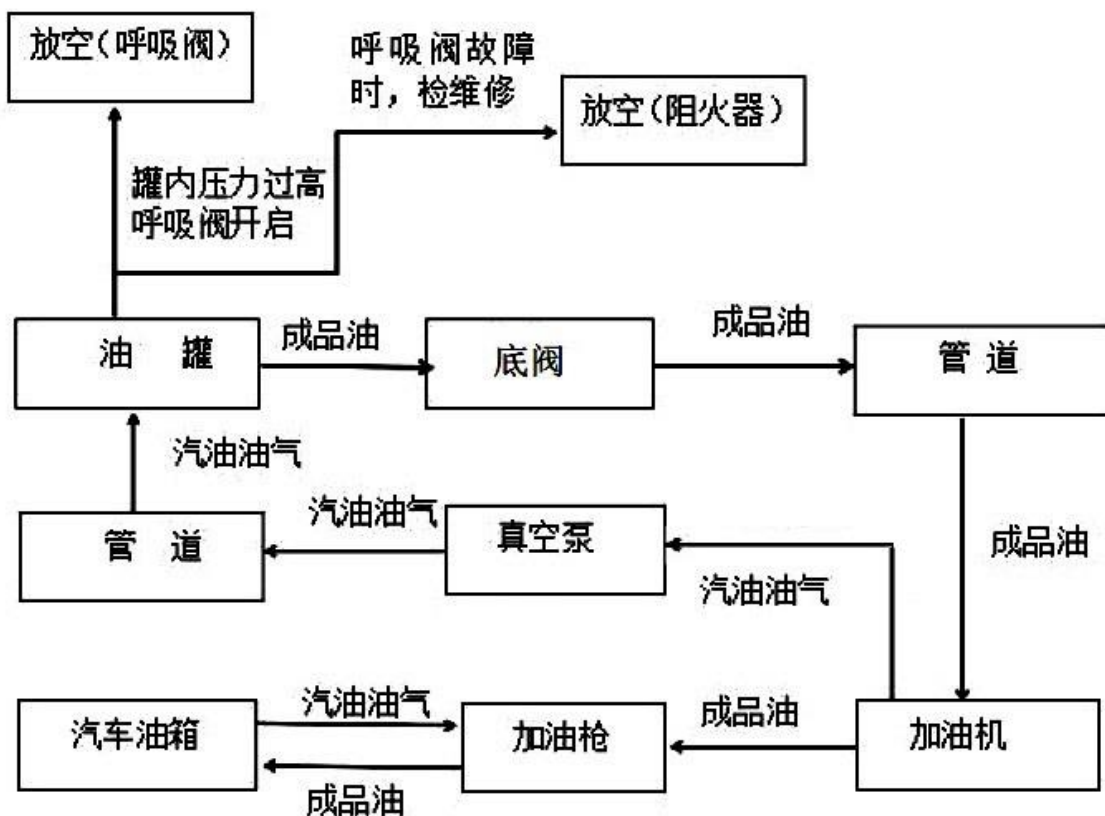 放空（呼吸阀）
呼吸阀故障
时，检维修
放空（阻火器）
罐内压力过高
呼吸阀开启
油 罐
成品油
底阀
成品油
管 道
汽油油气
成品油
管 道
汽油油气
真空泵
汽油油气
汽车油箱
汽油油气
成品油
加油枪
成品油
加油机